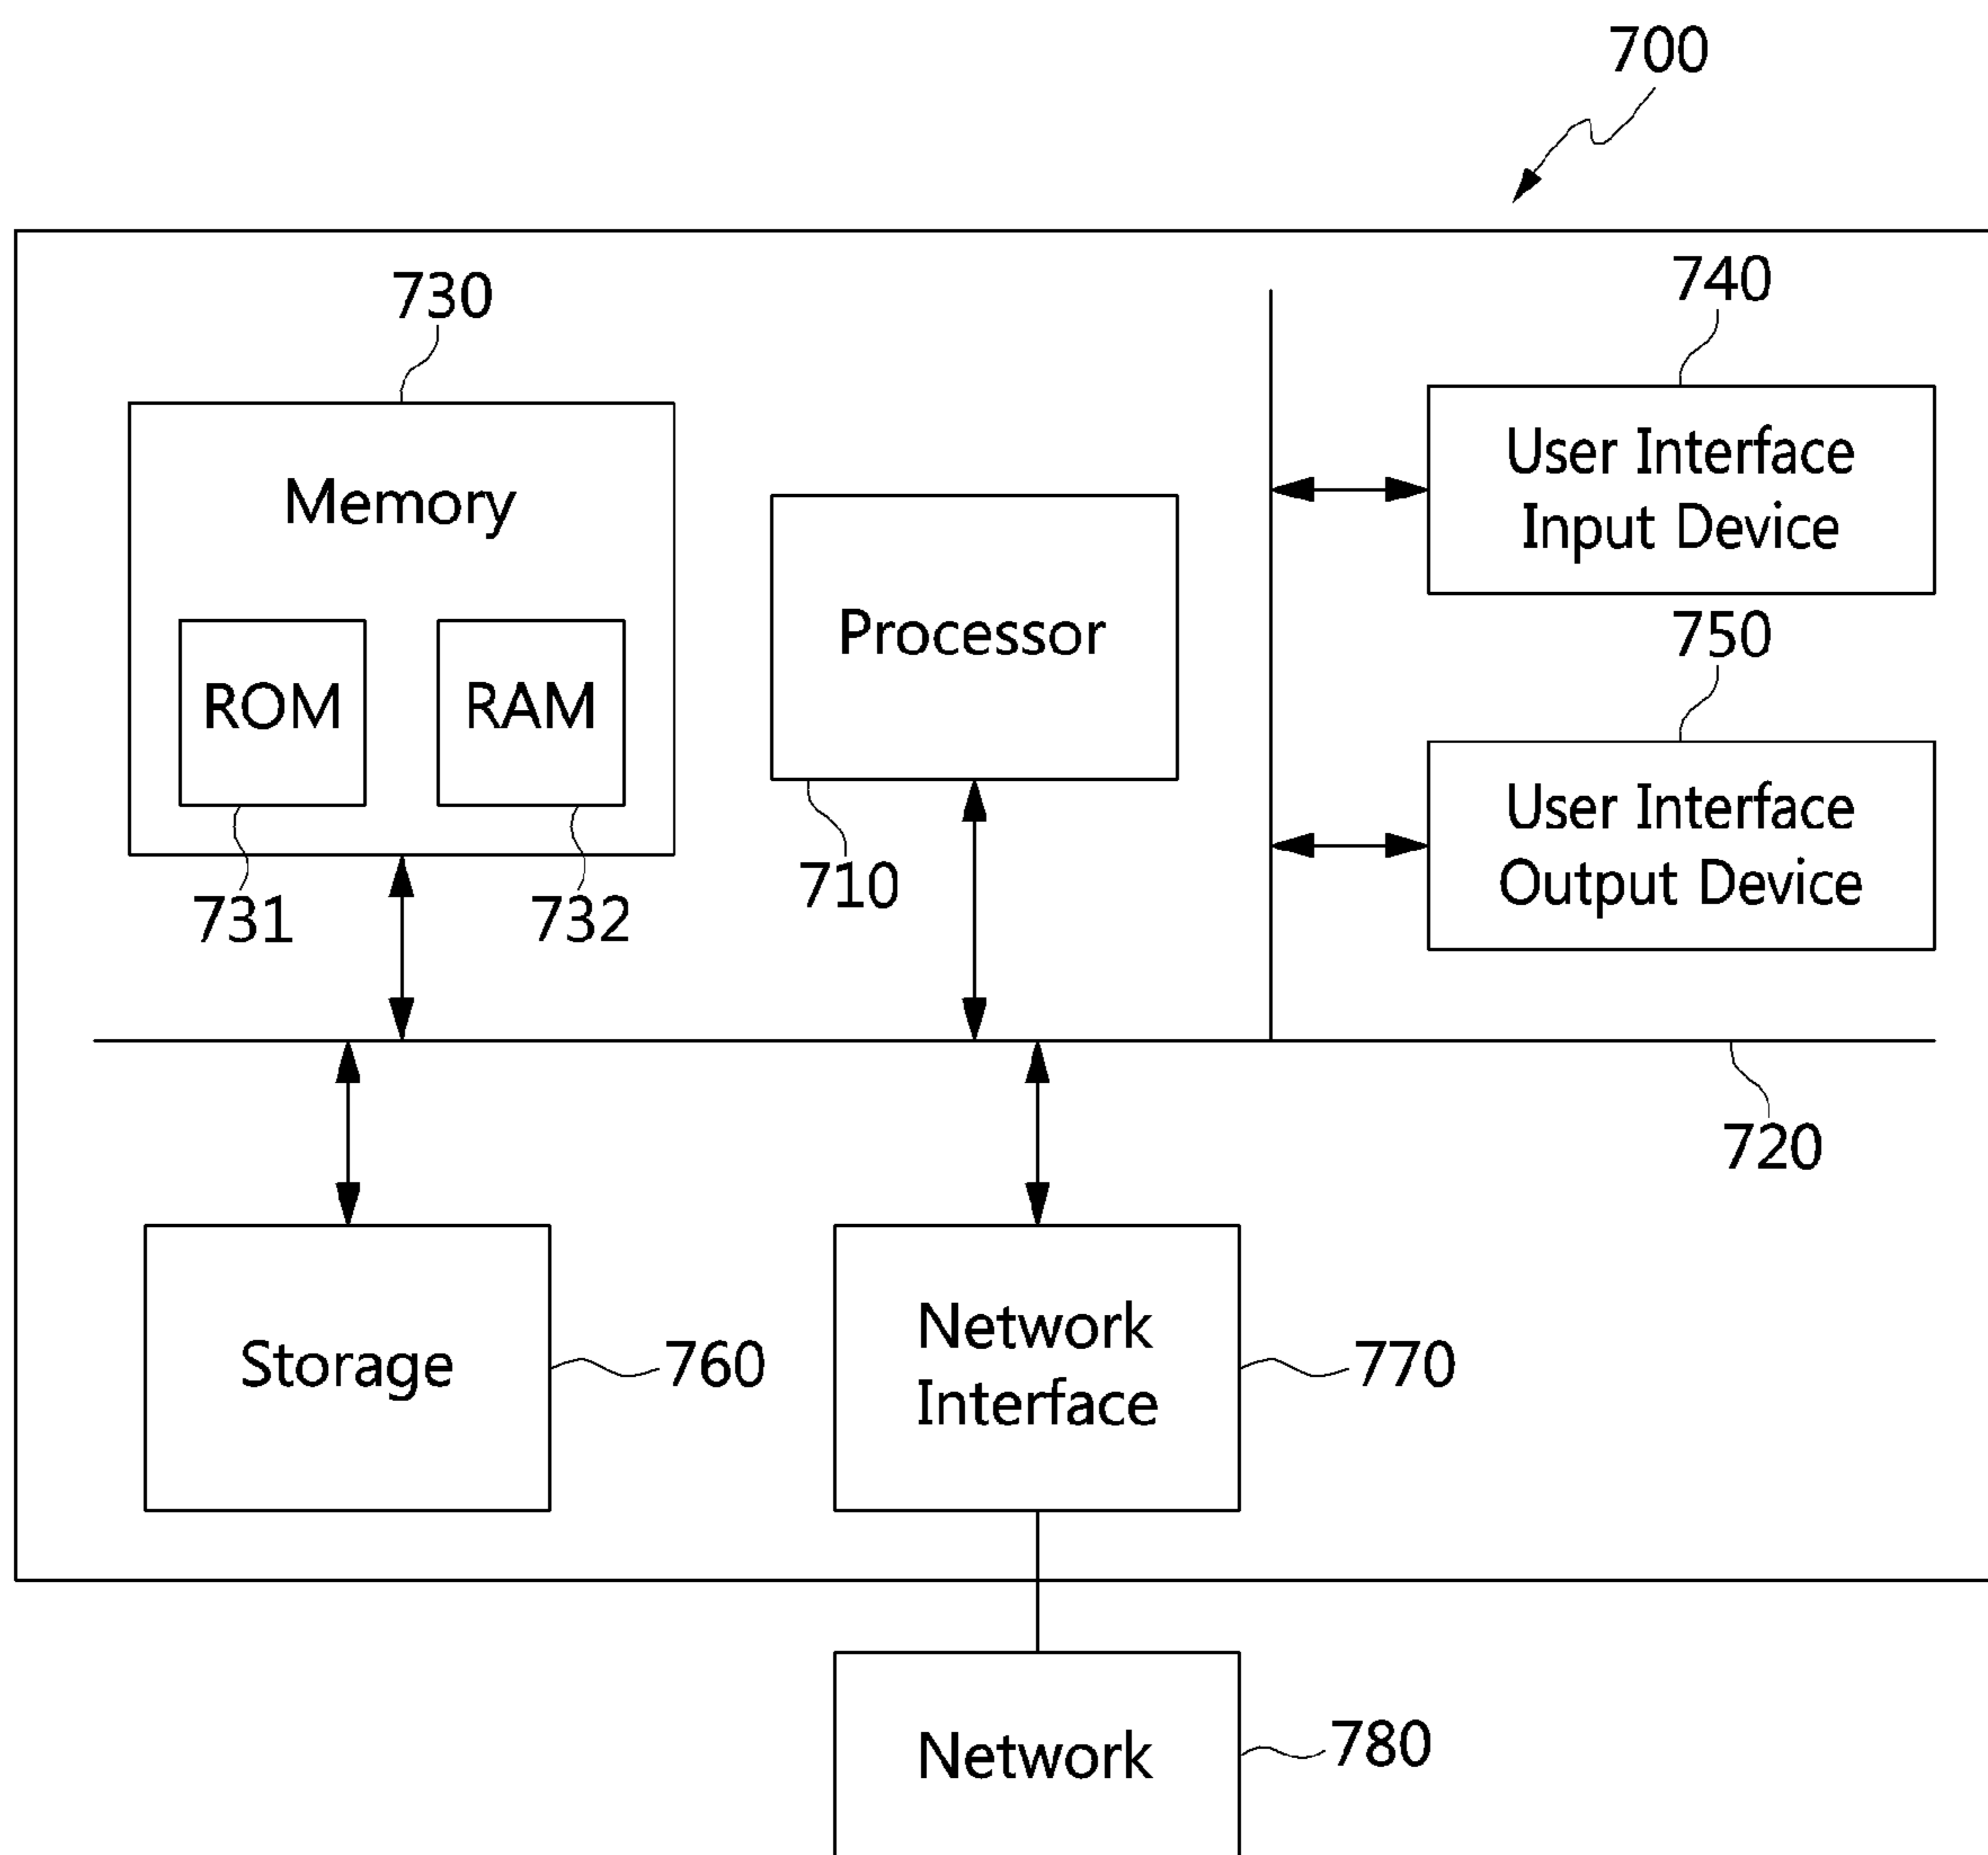 700
730
740
Memory
User Interface
Input Device
Processor
750
ROM
RAM
User Interface
Output Device
710
731
732
720
Storage
760
Network
Interface
770
Network
780